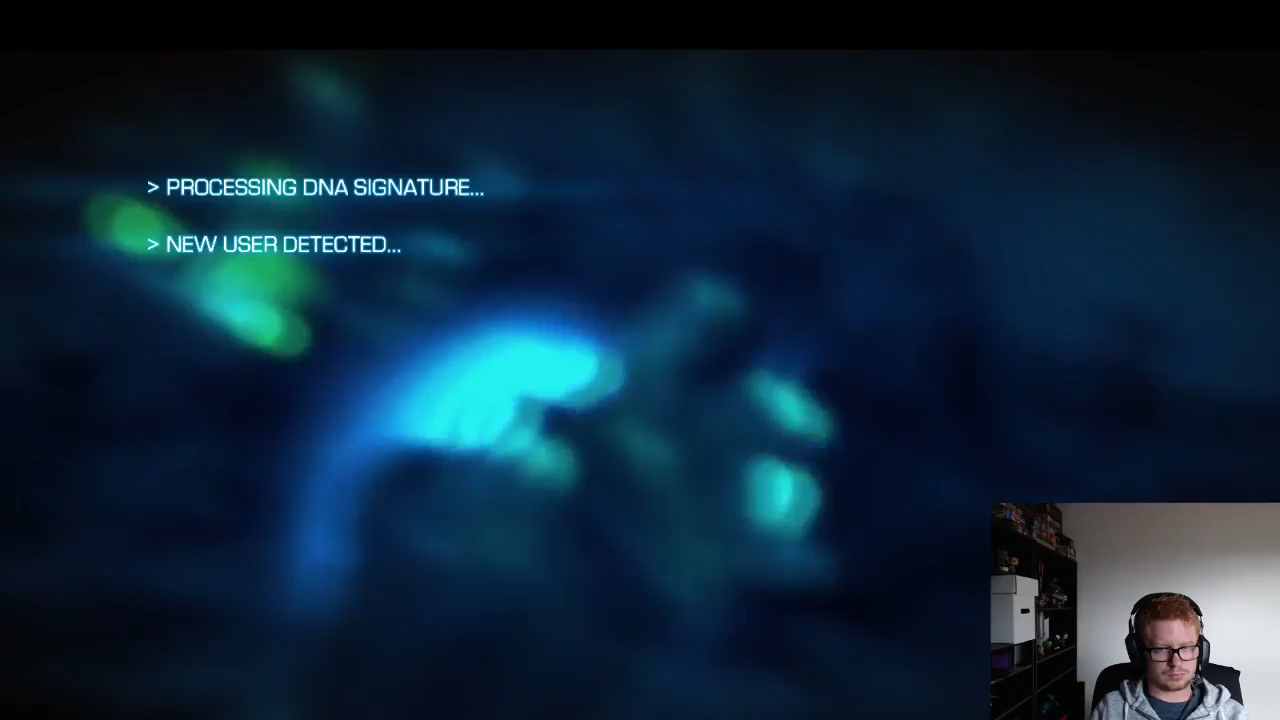 > PROCESSING DNA SIGNATURE...
> NEW USER DETECTED...